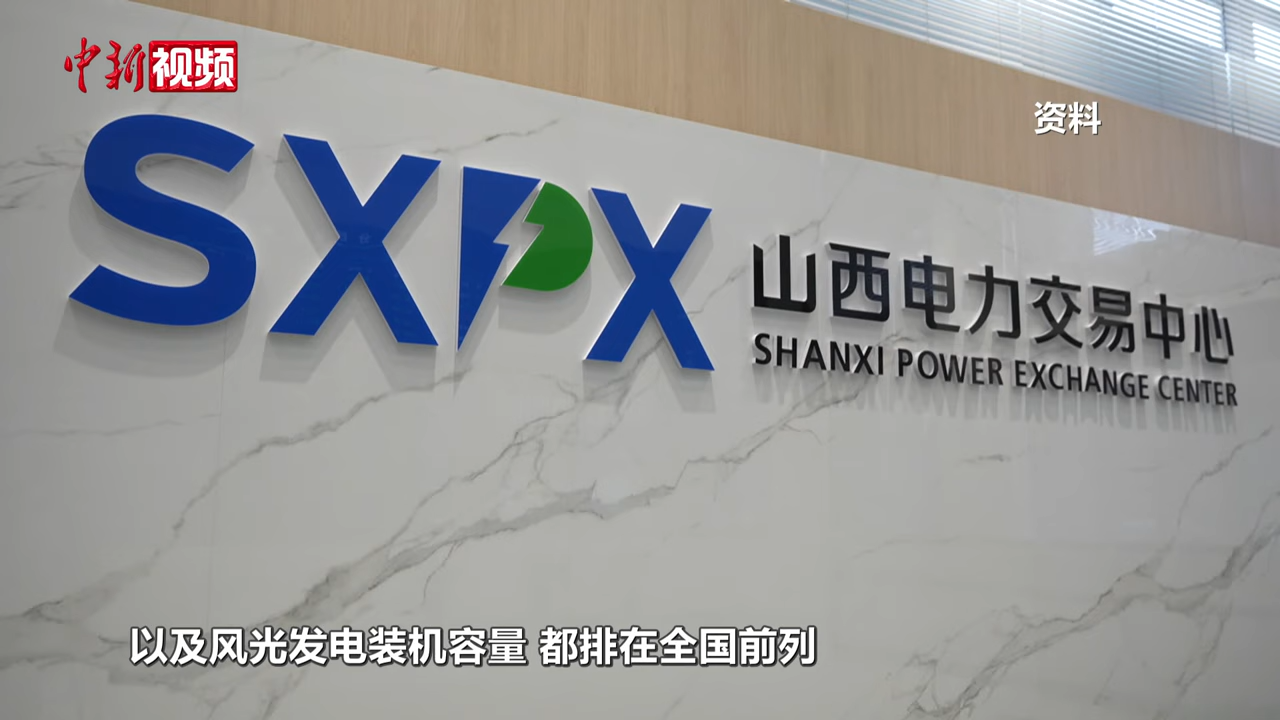 中新视频
资料
SXPX
山西电力交易中心
SHANXI POWER EXCHANGE CENTER
以及风光发电装机容量 都排在全国前列